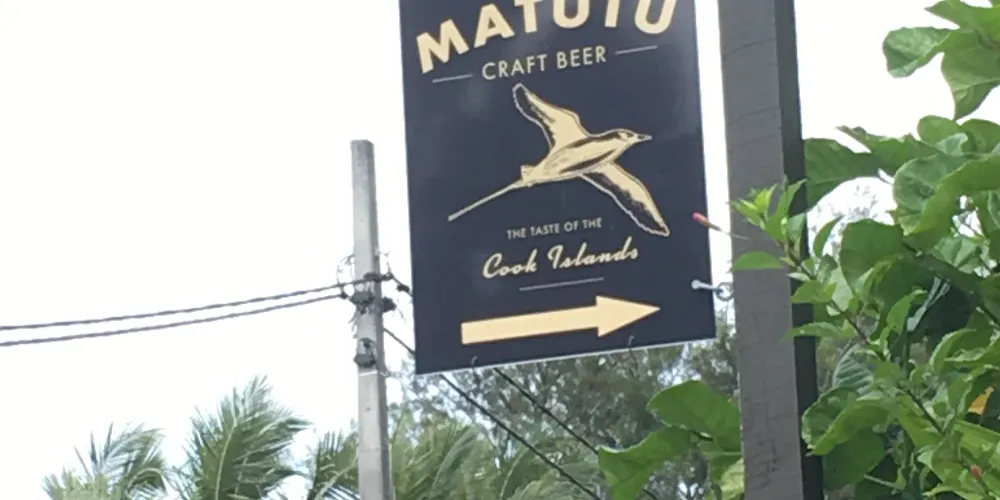 MATUTU
CRAFT BEER
THE TASTE OF THE
Cook Islands